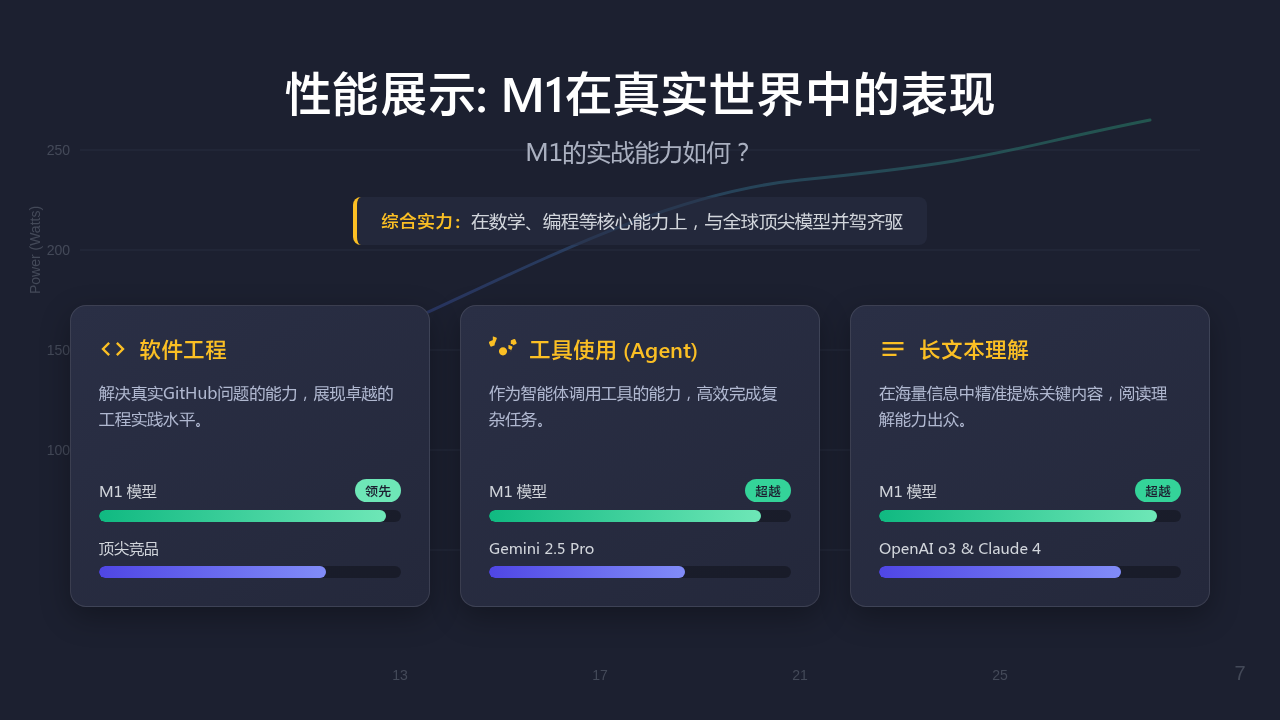 性能展示: M1在真实世界中的表现
M1的实战能力如何？
综合实力：在数学、编程等核心能力上，与全球顶尖模型并驾齐驱
250
200
150
100
Power (Watts)
软件工程
解决真实GitHub问题的能力，展现卓越的
工程实践水平。
M1 模型
领先
顶尖竞品
工具使用 (Agent)
作为智能体调用工具的能力，高效完成复
杂任务。
M1 模型
超越
Gemini 2.5 Pro
长文本理解
在海量信息中精准提炼关键内容，阅读理
解能力出众。
M1 模型
超越
OpenAI o3 & Claude 4
13
17
21
25
7